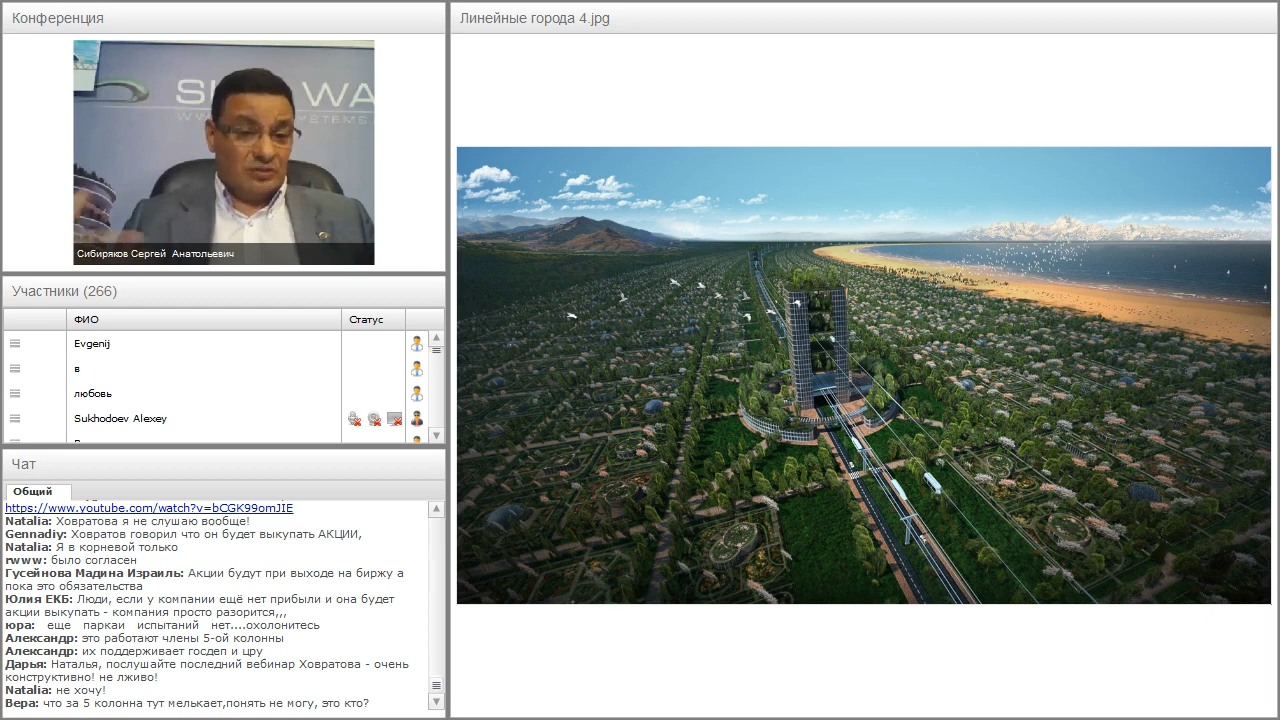 Конференция
Сибиряков Сергей Анатольевич
Участники (266)
ФИО
Статус
Evgenij
в
любовь
Sukhodoev Alexey
Чат
Общий
https://www.youtube.com/watch?v=bCGK99omJIE
Natalia: Ховратова я не слушаю вообще!
Gennadiy: Ховратов говорил что он будет выкупать АКЦИИ,
Natalia: Я в корневой только
rwww: было согласен
Гусейнова Мадина Израиль: Акции будут при выходе на биржу а
пока это обязательства
Юлия ЕКБ: Люди, если у компании ещё нет прибыли и она будет
акции выкупать - компания просто разорится,,,
юра: еще паркаи испытаний нет....охолонитесь
Александр: это работают члены 5-ой колонны
Александр: их поддерживает госдеп и цру
Дарья: Наталья, послушайте последний вебинар Ховратова - очень
конструктивно! не лживо!
Natalia: не хочу!
Вера: что за 5 колонна тут мелькает,понять не могу, это кто?
Линейные города 4.jpg